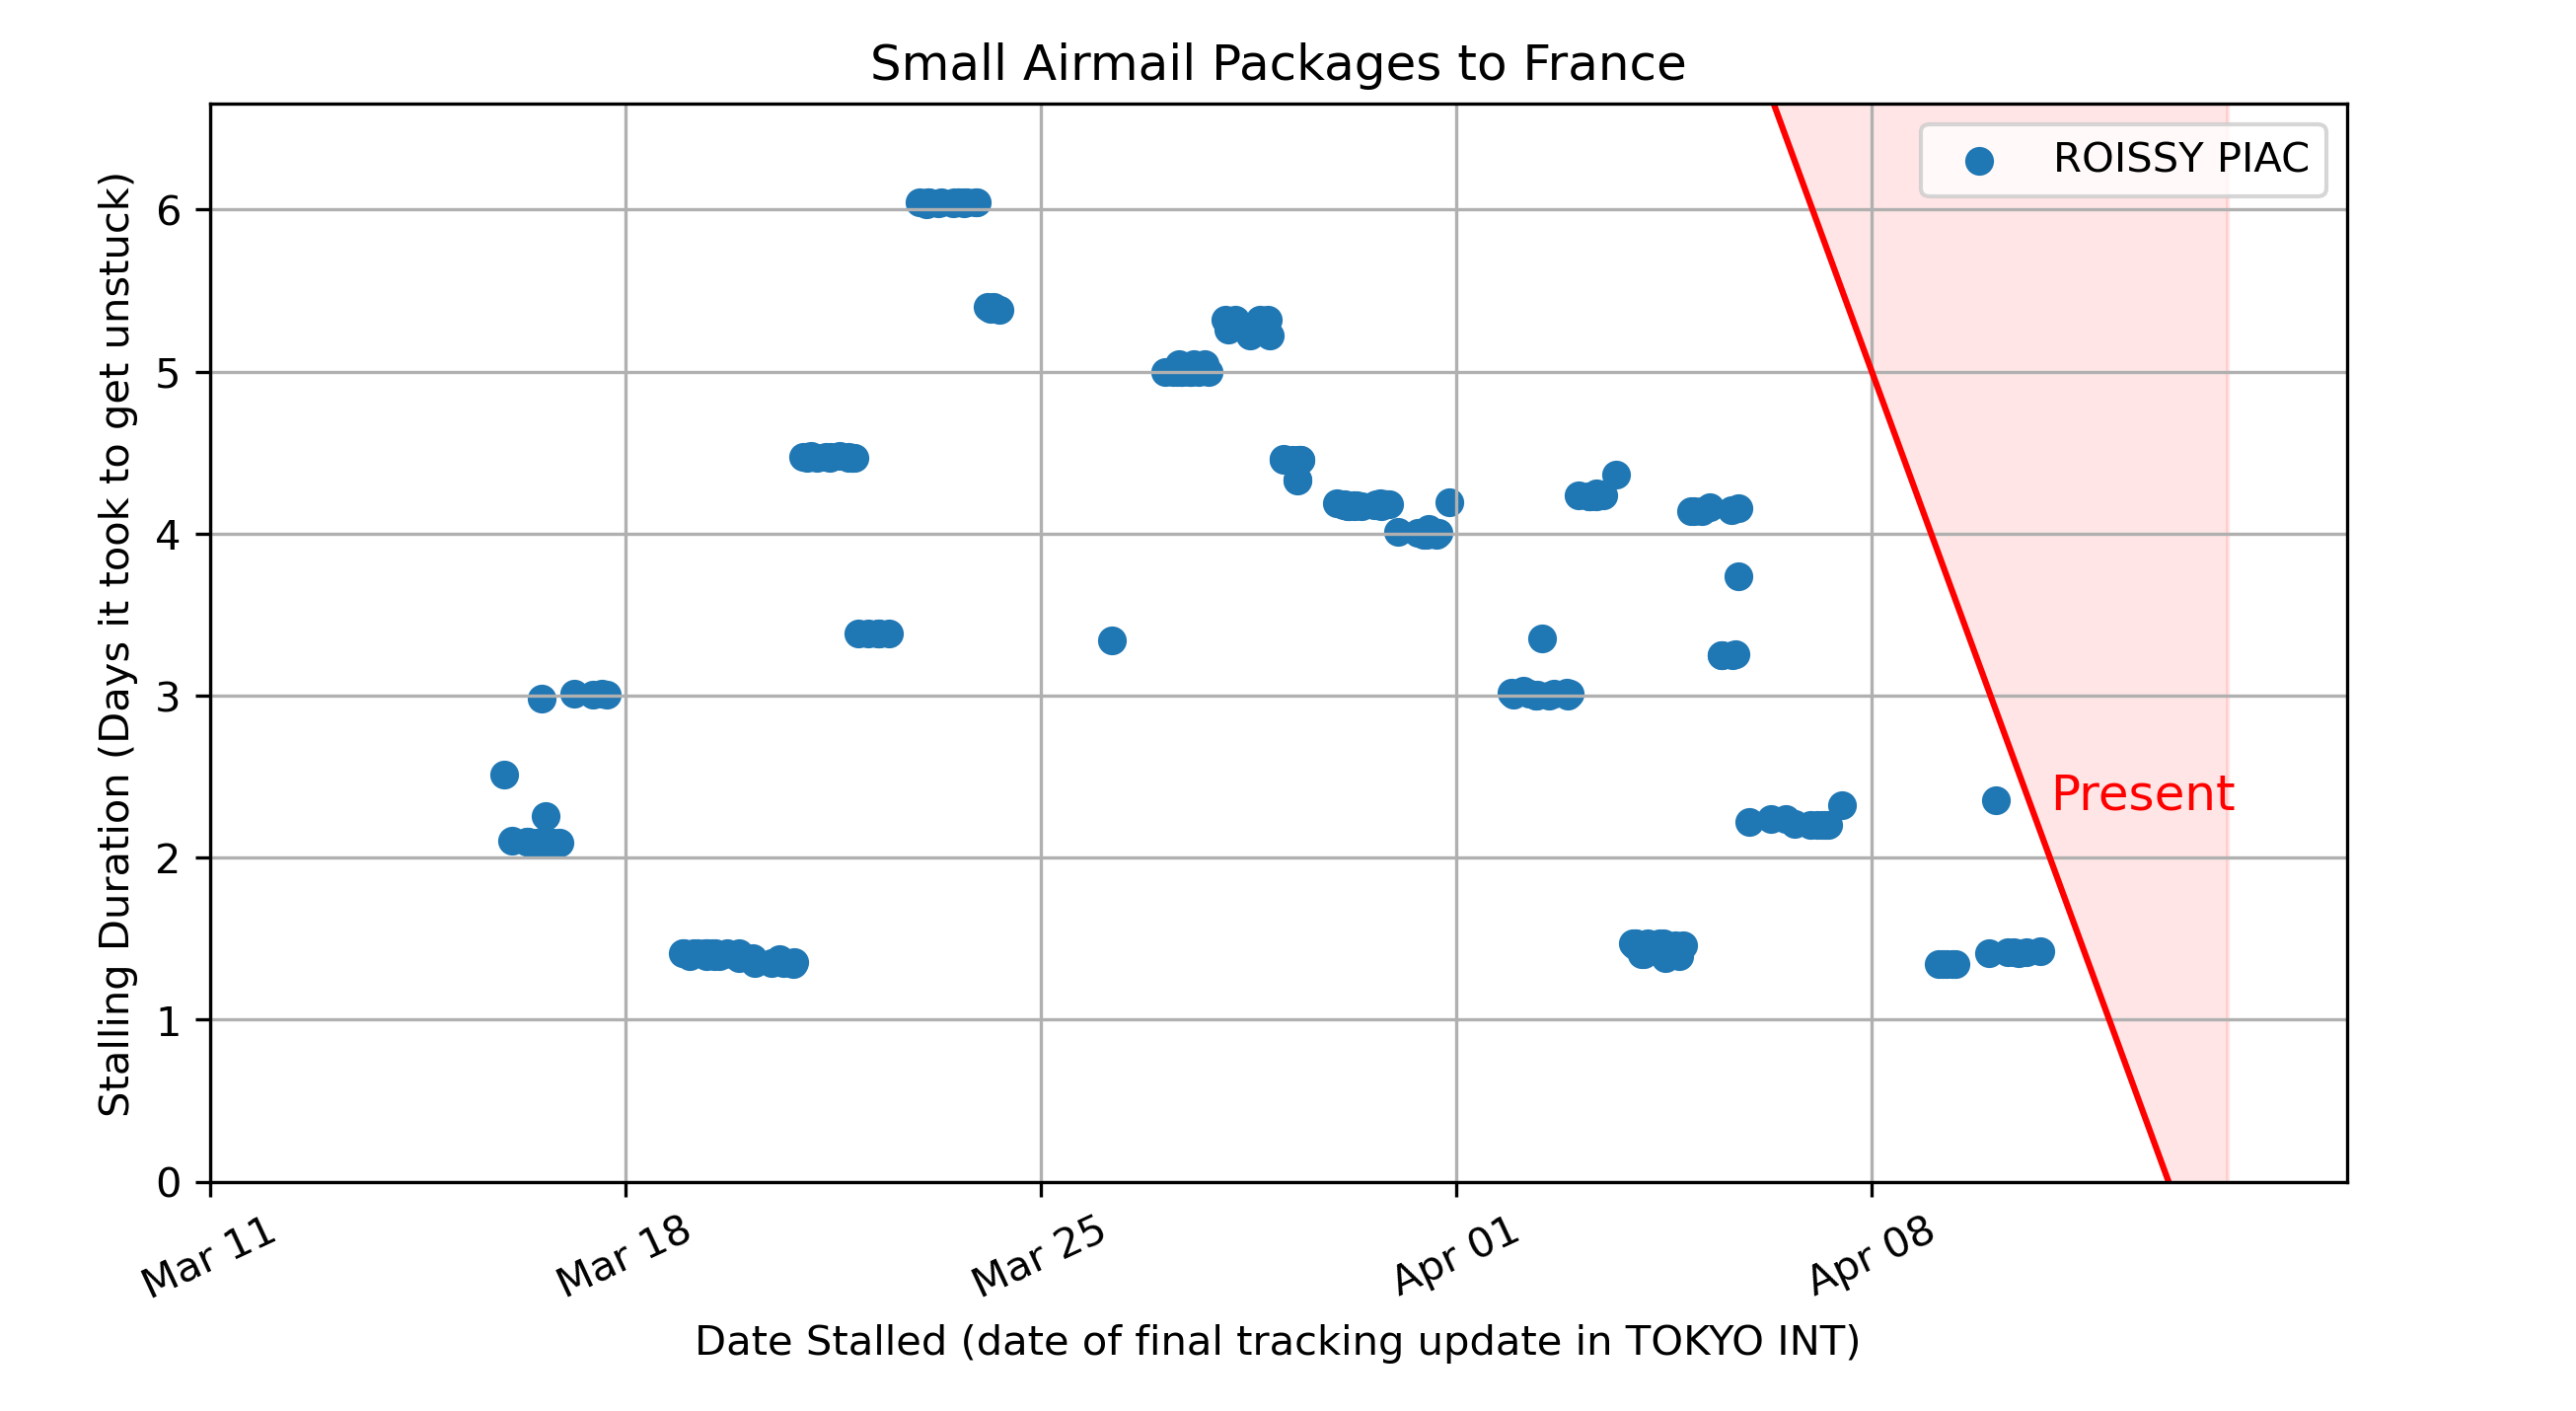 Small Airmail Packages to France
ROISSY PIAC
Stalling Duration (Days it took to get unstuck)
6
5
4
3
2
1
0
Present
Mar 11
Mar 18
Mar 25
Apr 01
Apr 08
Date Stalled (date of final tracking update in TOKYO INT)